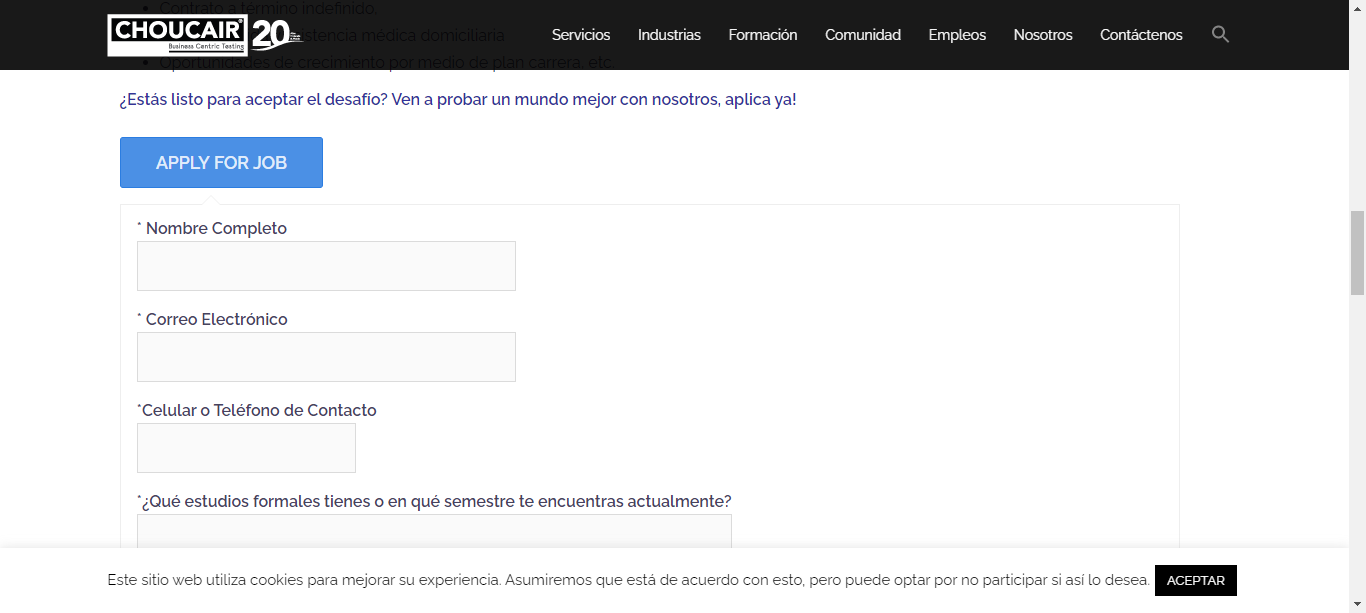 Contrato a término indefinido.
CHOUCAIR
Business Centric Testing
20
Servicios
Industrias
Formación
Comunidad
Empleos
Nosotros
Contáctenos
istencia médica domiciliaria
Oportunidades de crecimiento por medio de plan carrera, etc.
¿Estás listo para aceptar el desafío? Ven a probar un mundo mejor con nosotros, aplica ya!
APPLY FOR JOB
* Nombre Completo
* Correo Electrónico
*Celular o Teléfono de Contacto
*¿Qué estudios formales tienes o en qué semestre te encuentras actualmente?
Este sitio web utiliza cookies para mejorar su experiencia. Asumiremos que está de acuerdo con esto, pero puede optar por no participar si así lo desea.
ACEPTAR